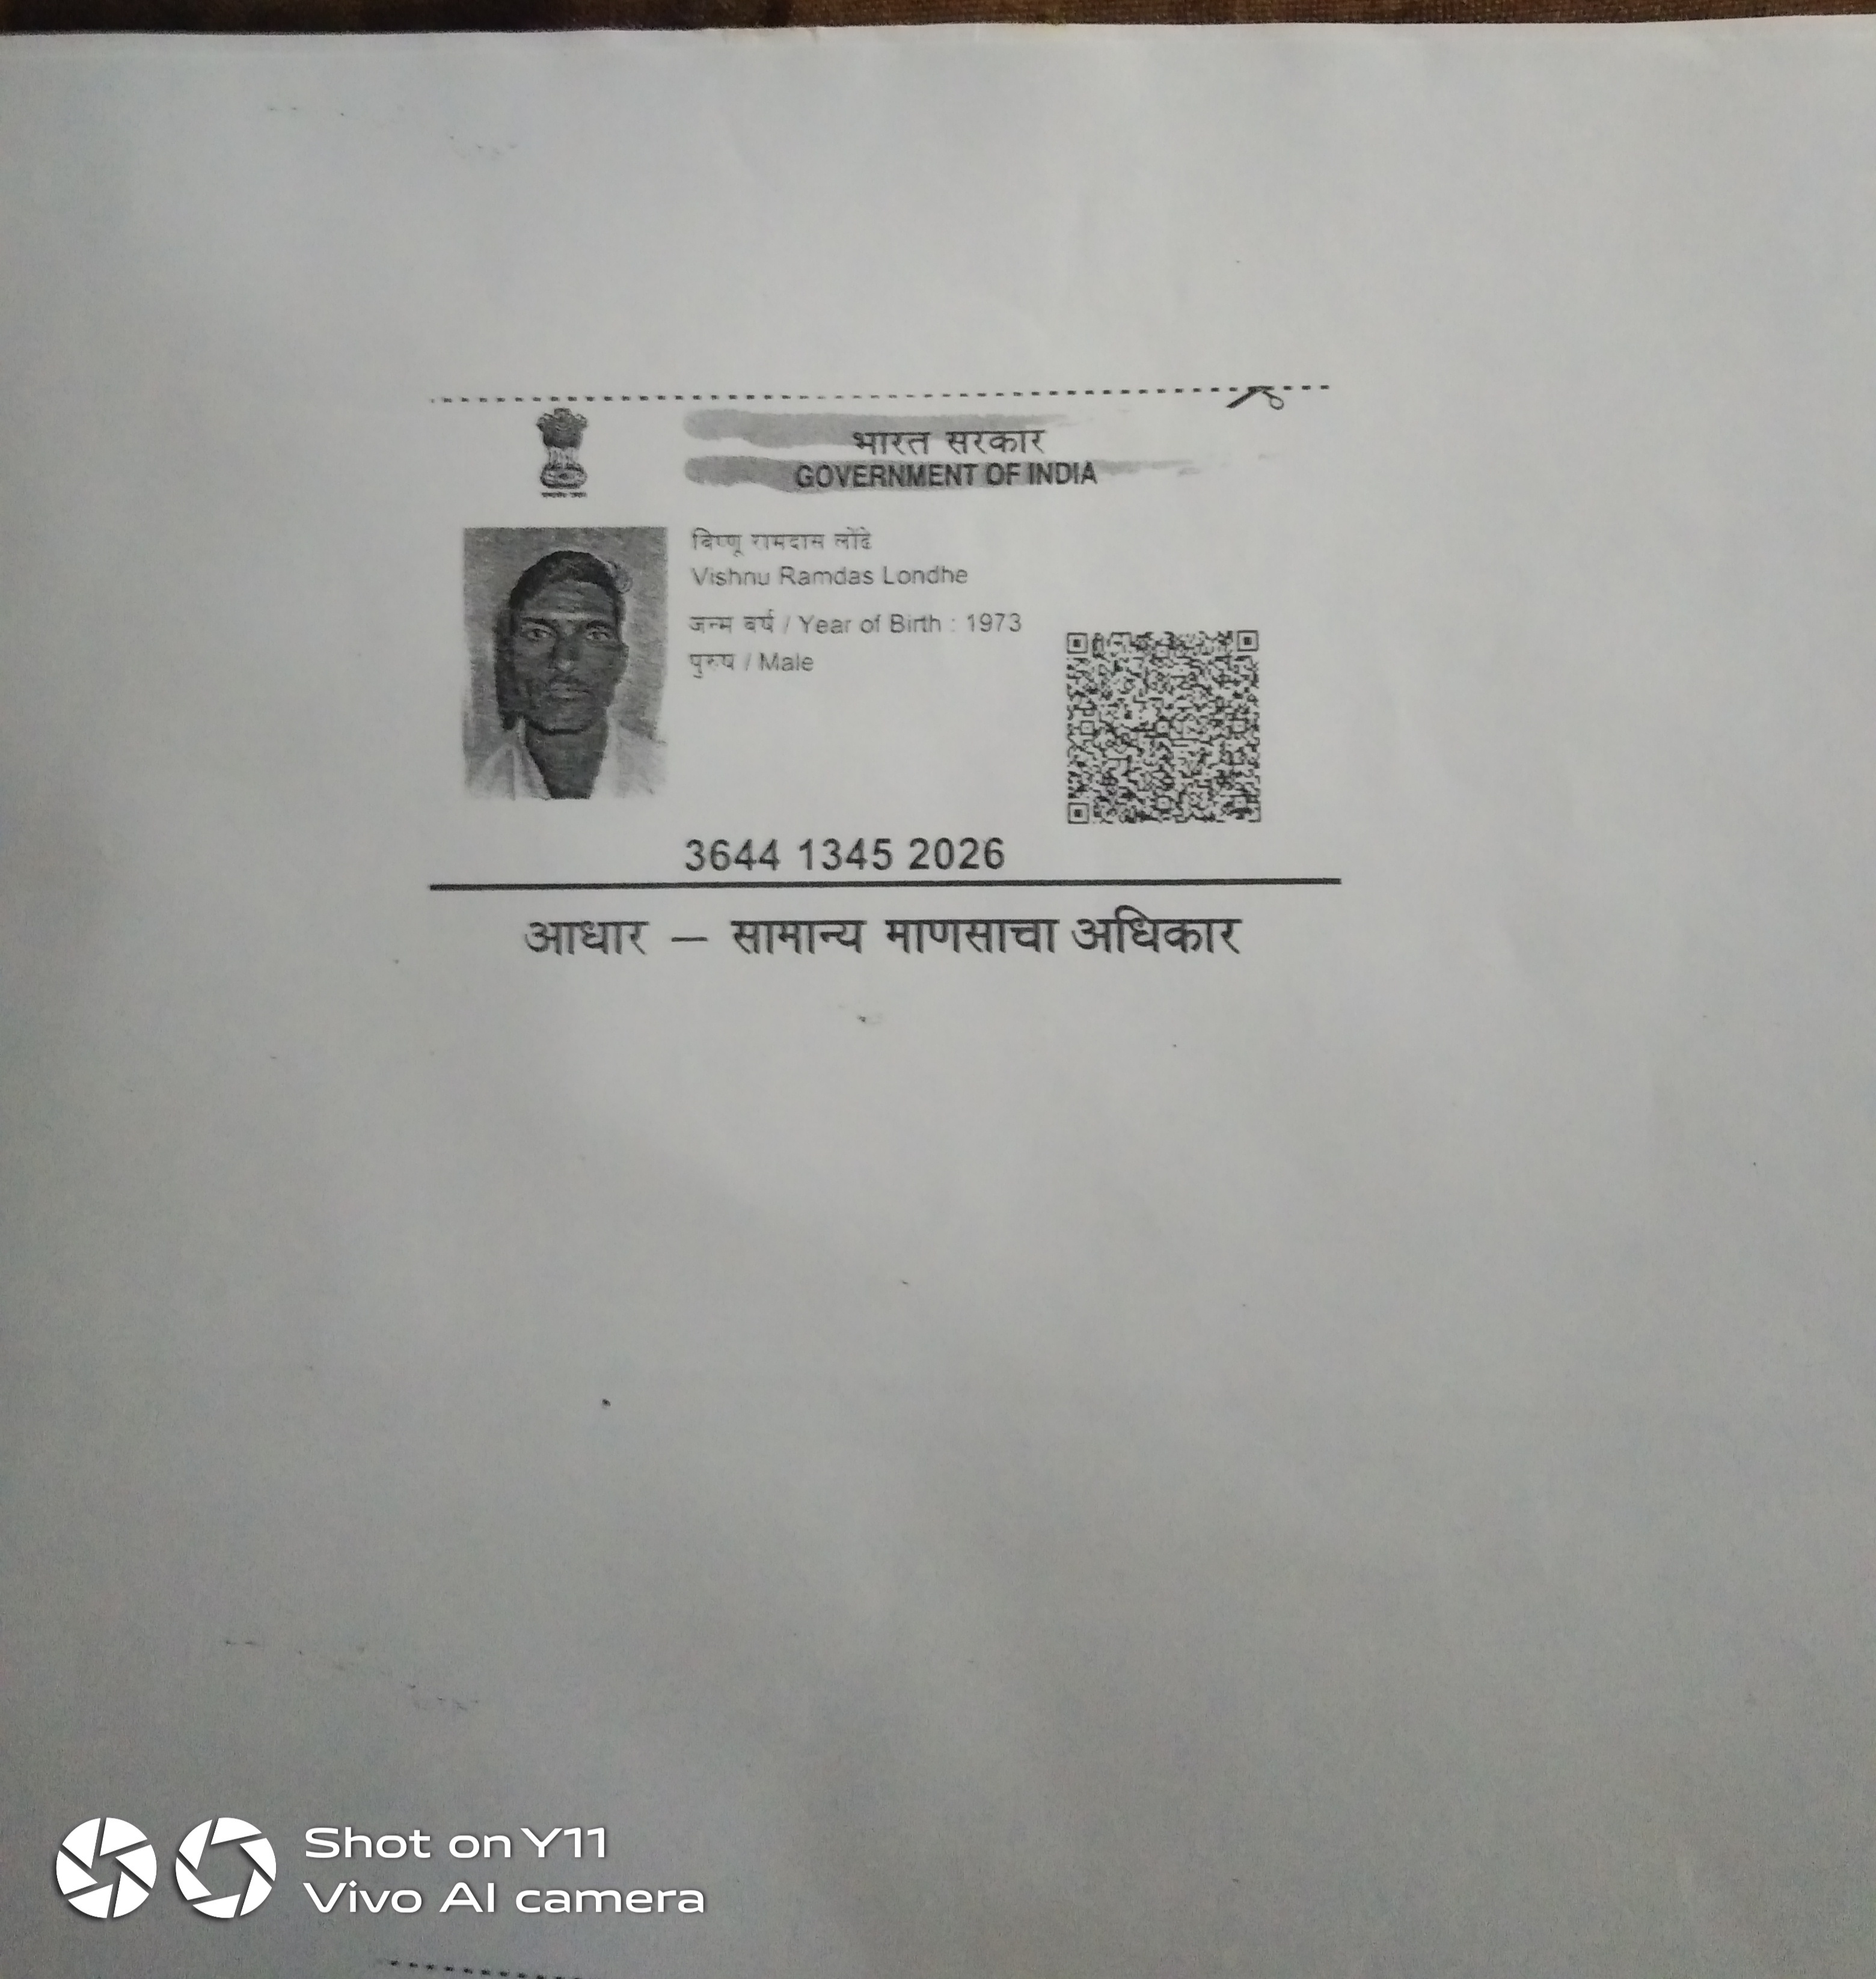 भारत सरकार
GOVERNMENT OF INDIA
विष्णू रामदास लोंढे
Vishnu Ramdas Londhe
जन्म वर्ष / Year of Birth : 1973
पुरुष / Male
3644 1345 2026
आधार – सामान्य माणसाचा अधिकार
Shot on Y11
Vivo AI camera